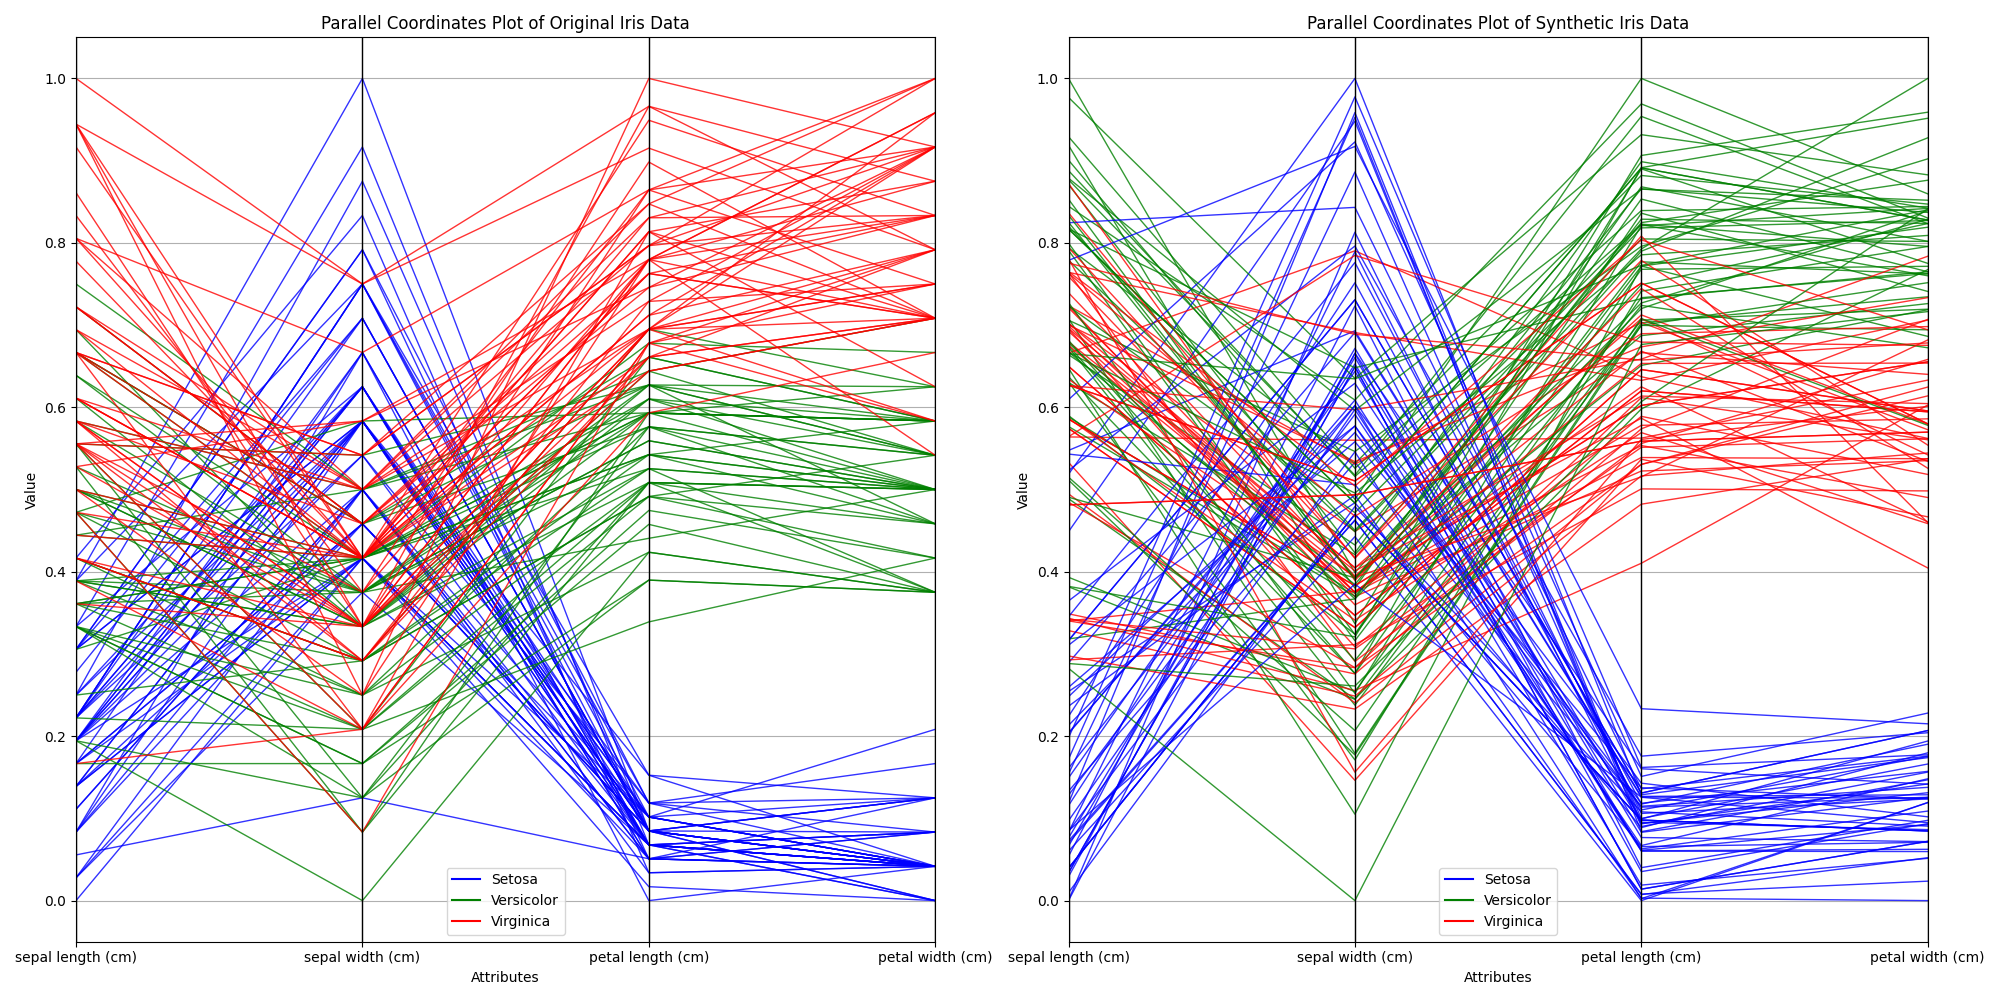 Parallel Coordinates Plot of Original Iris Data
1.0
0.8
0.6
0.4
0.2
0.0
Value
Setosa
Versicolor
Virginica
sepal length (cm)
sepal width (cm)
petal length (cm)
petal width (cm)
Attributes
Parallel Coordinates Plot of Synthetic Iris Data
1.0
0.8
0.6
0.4
0.2
0.0
Value
Setosa
Versicolor
Virginica
sepal length (cm)
sepal width (cm)
petal length (cm)
petal width (cm)
Attributes